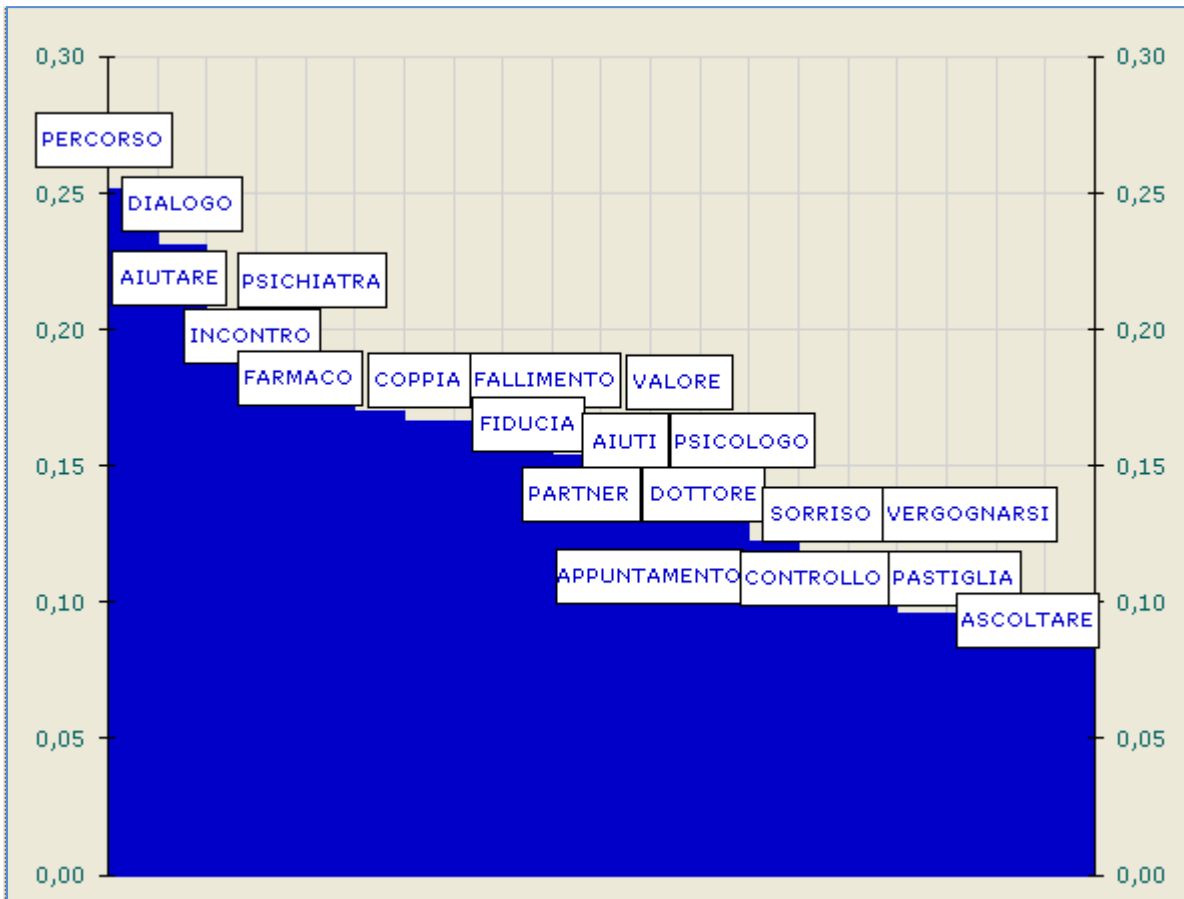 0,30
0,30
PERCORSO
0,25
0,25
DIALOGO
AIUTARE
PSICHIATRA
0,20
0,20
INCONTRO
FARMACO
COPPIA
FALLIMENTO
VALORE
FIDUCIA
AIUTI
PSICOLOGO
0,15
0,15
PARTNER
DOTTORE
SORRISO
VERGOGNARSI
APPUNTAMENTO
CONTROLLO
PASTIGLIA
0,10
0,10
ASCOLTARE
0,05
0,05
0,00
0,00